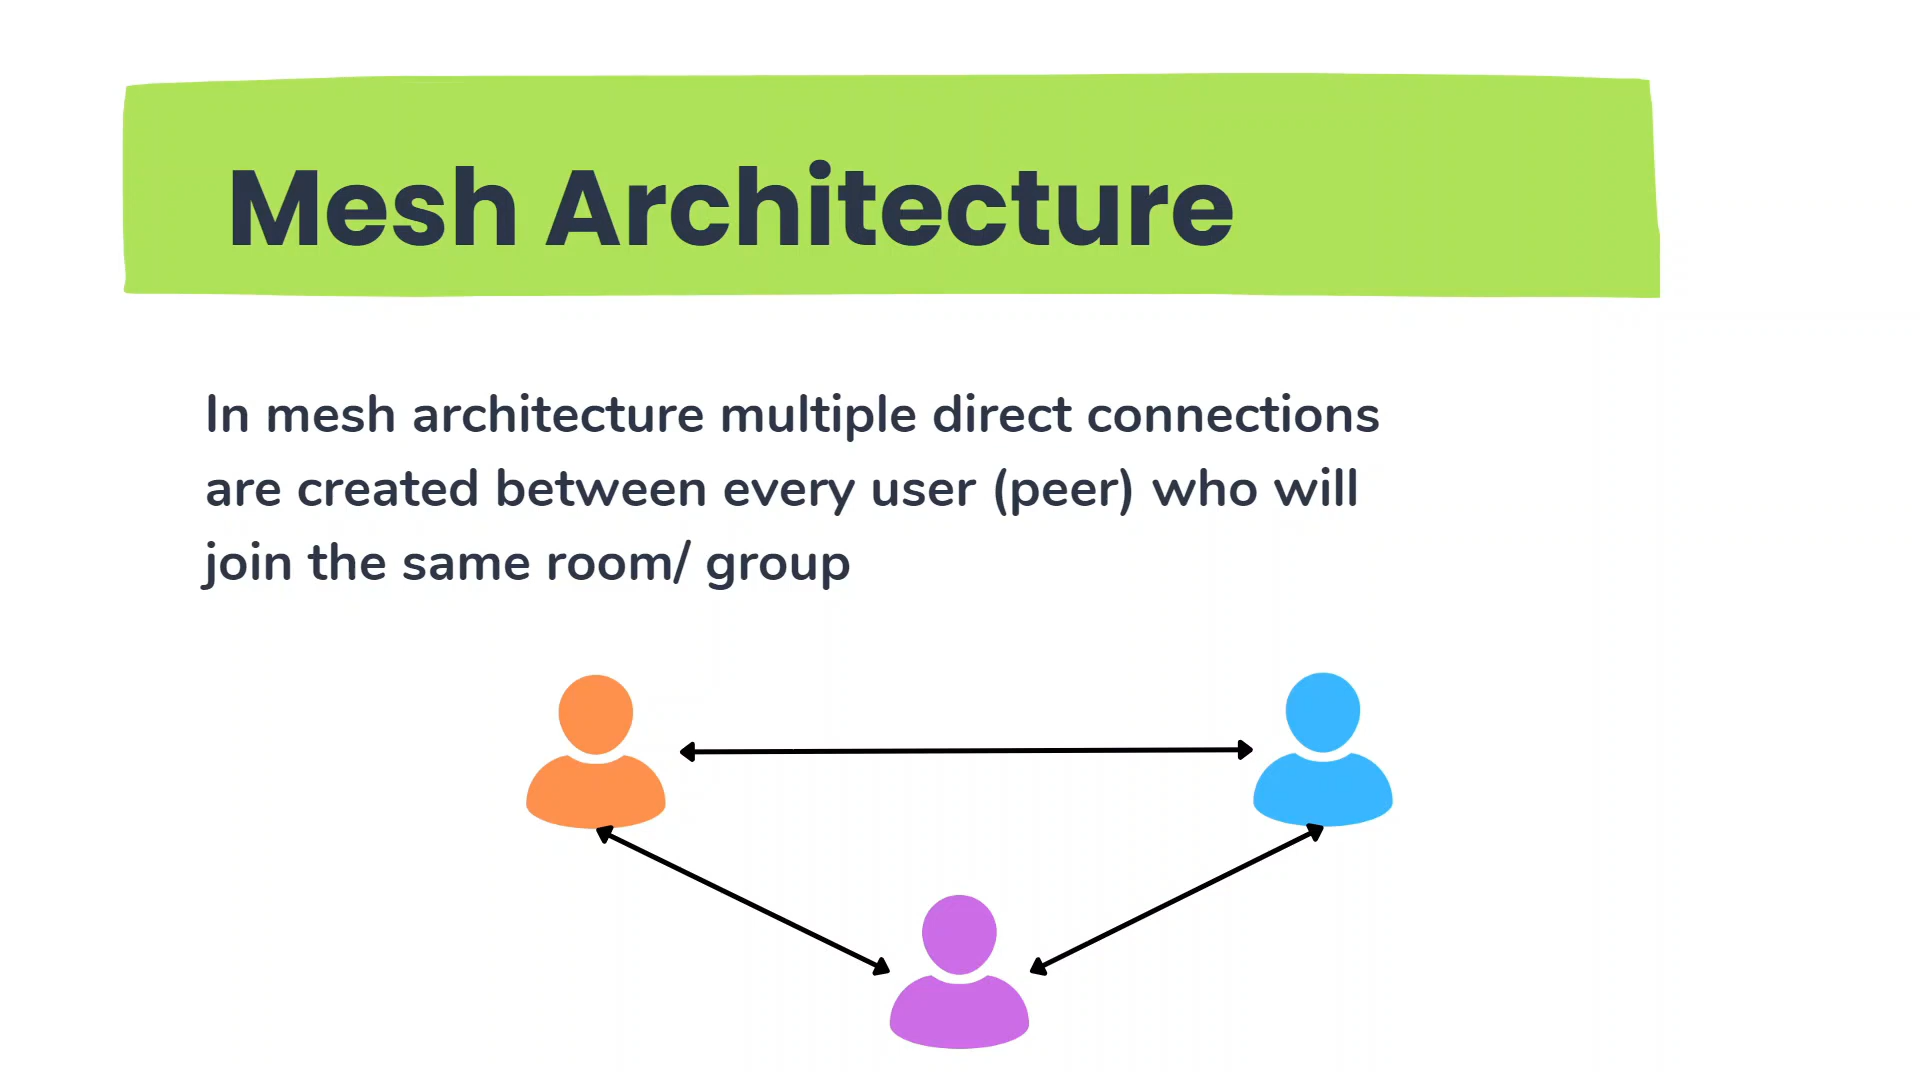 Mesh Architecture
In mesh architecture multiple direct connections
are created between every user (peer) who will
join the same room/ group